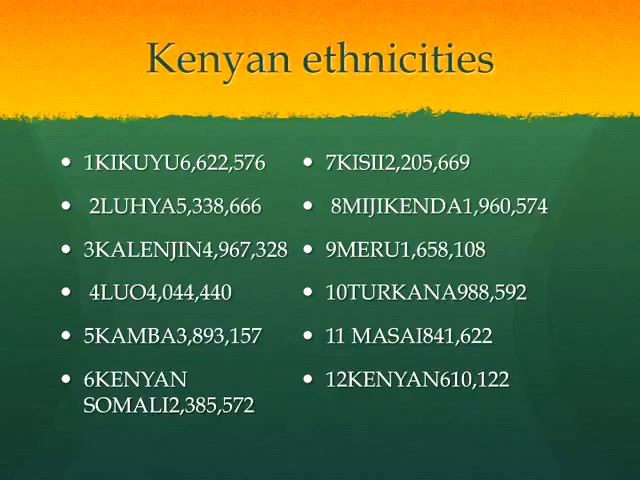 Kenyan ethnicities
1KIKUYU6,622,576
2LUHYA5,338,666
3KALENJIN4,967,328
4LUO4,044,440
5KAMBA3,893,157
6KENYAN
SOMALI2,385,572
7KISII2,205,669
8MIJIKENDA1,960,574
9MERU1,658,108
10TURKANA988,592
11 MASAI841,622
12KENYAN610,122